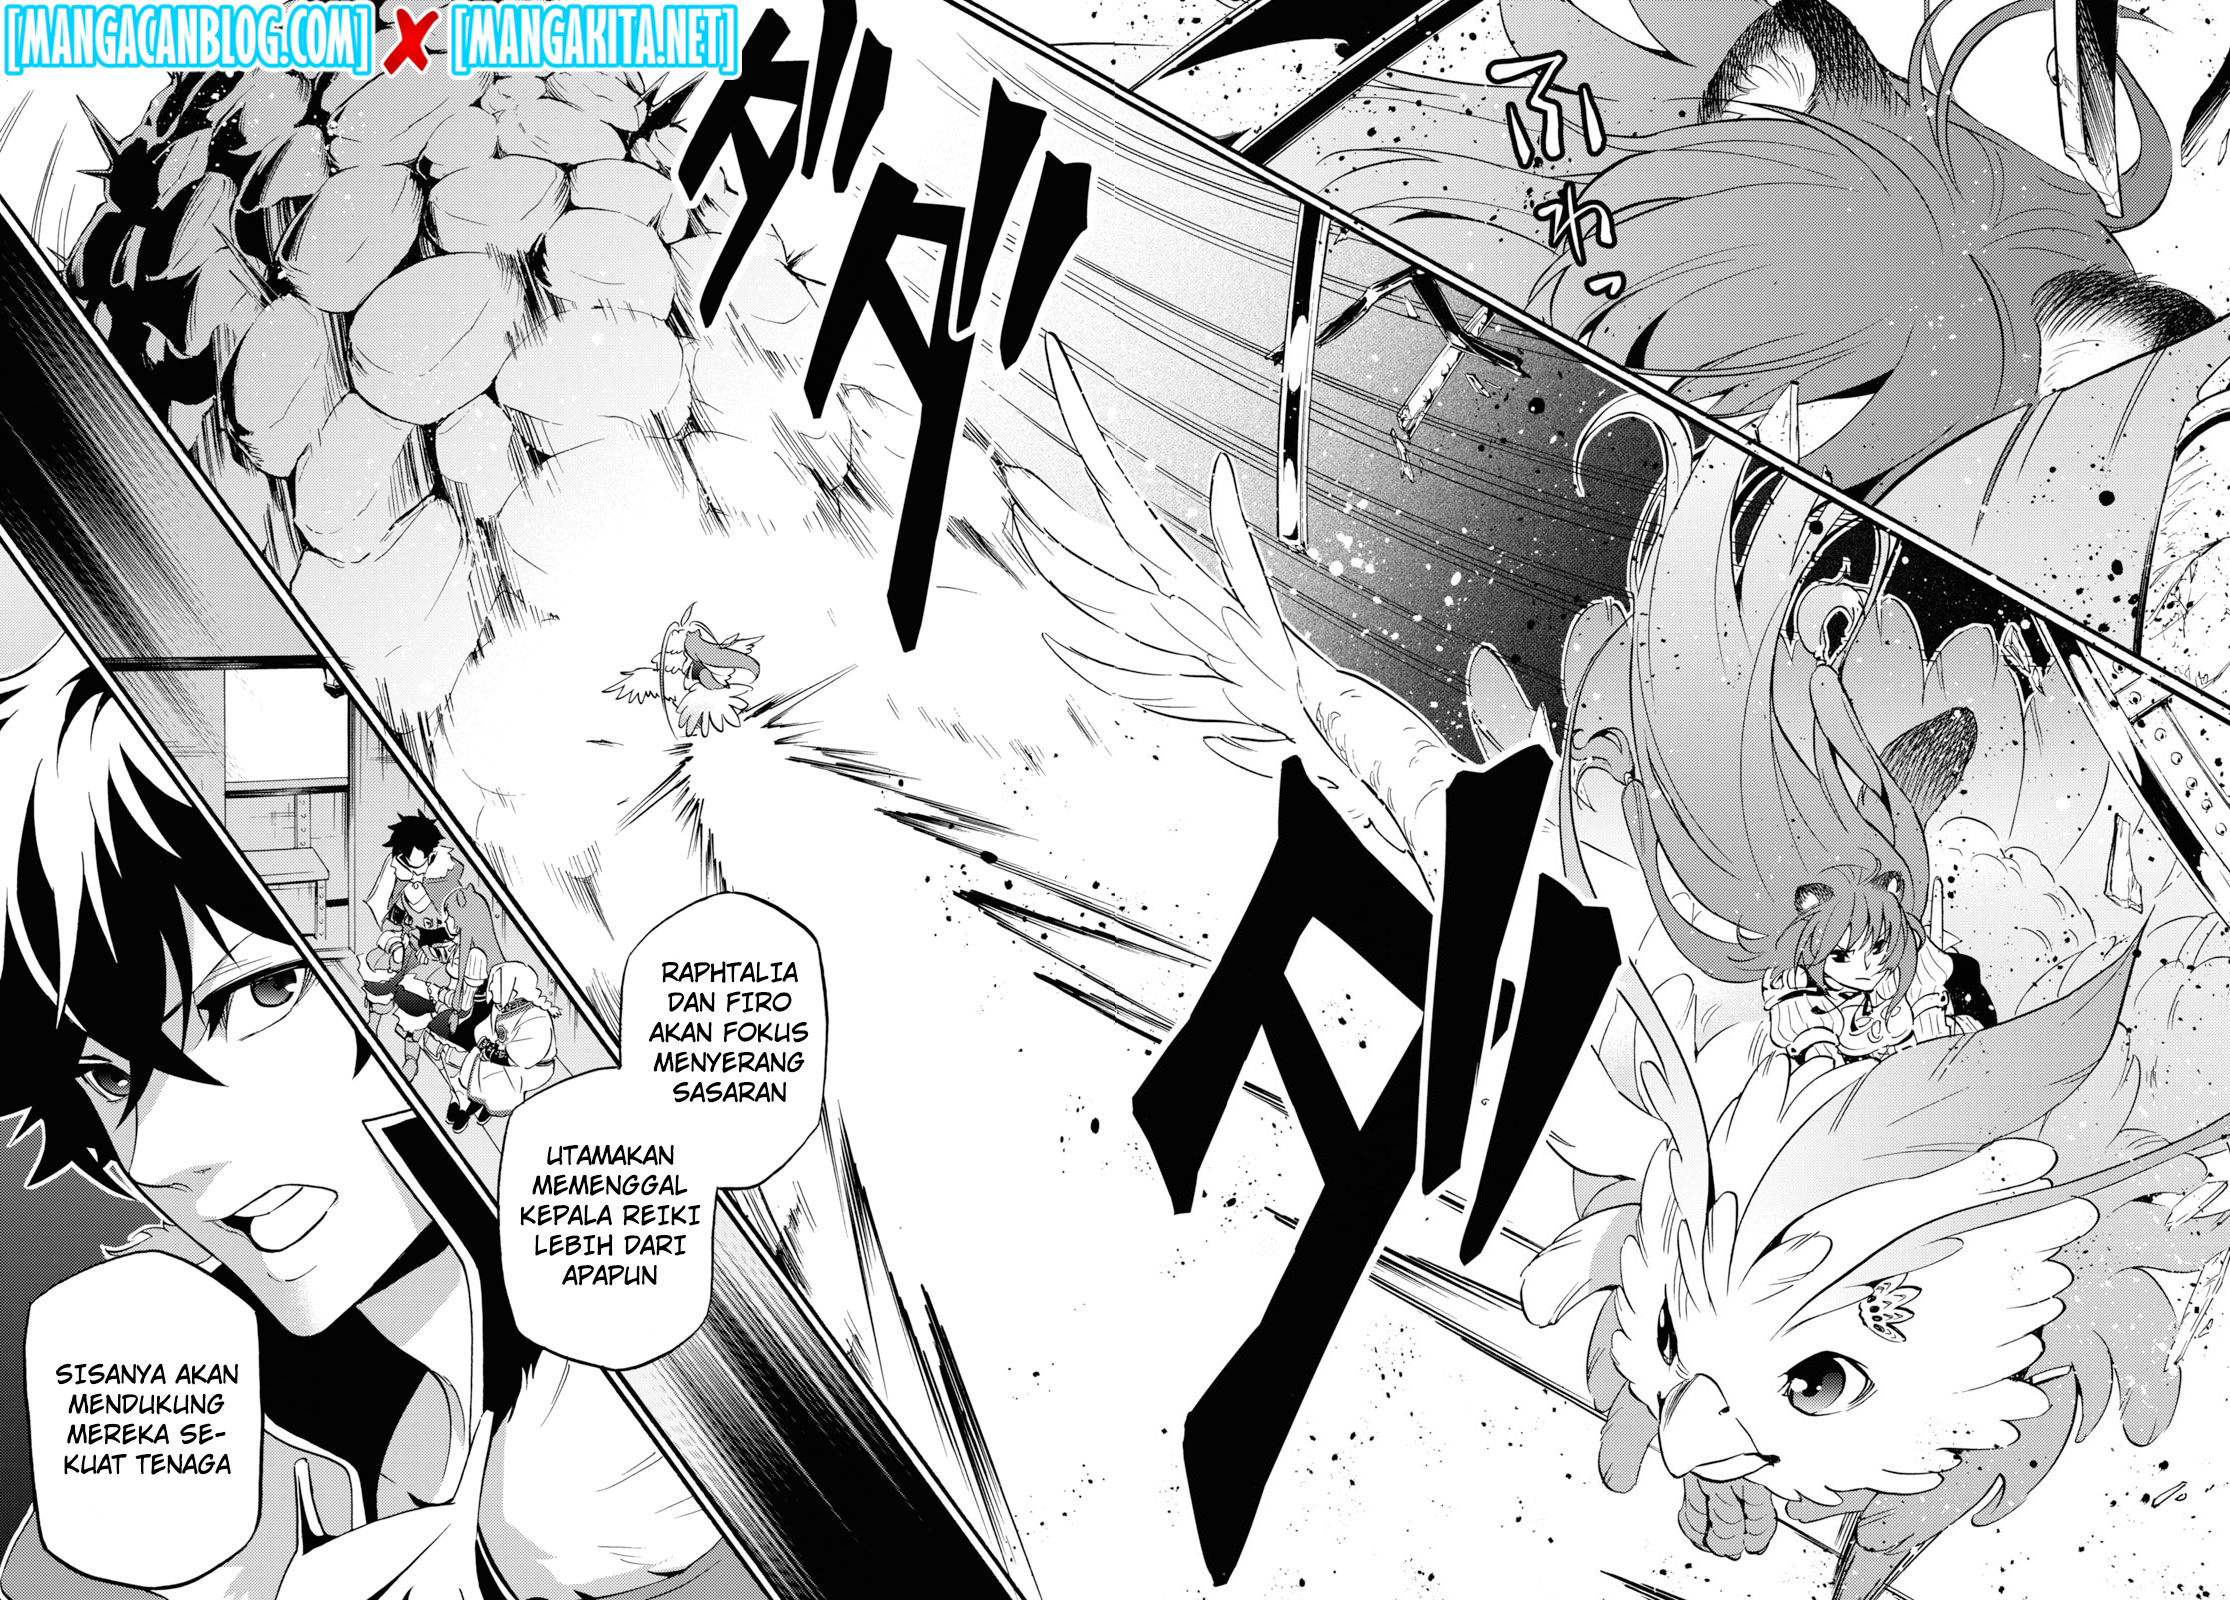 [MANGACANBLOG.COM] X [MANGAKITA.NET]
ふわっ
ダダッ
ダッ
RAPHTALIA
DAN FIRO
AKAN FOKUS
MENYERANG
SASARAN
UTAMAKAN
MEMENGGAL
KEPALA REIKI
LEBIH DARI
APAPUN
SISANYA AKAN
MENDUKUNG
MEREKA SE-
KUAT TENAGA